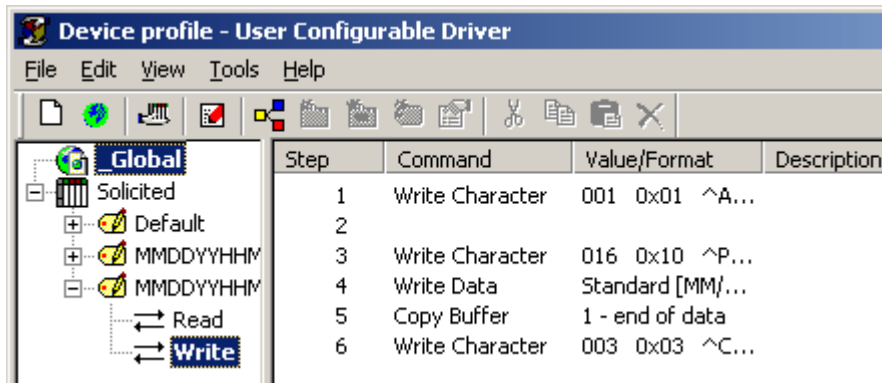 Device profile - User Configurable Driver
File Edit View Tools Help
_Global
Solicited
Default
MMDDYYHHM
MMDDYYHHM
Read
Write
Step Command Value/Format Description
1 Write Character 001 0x01 ^A...
2
3 Write Character 016 0x10 ^P...
4 Write Data Standard [MM/...
5 Copy Buffer 1 - end of data
6 Write Character 003 0x03 ^C...